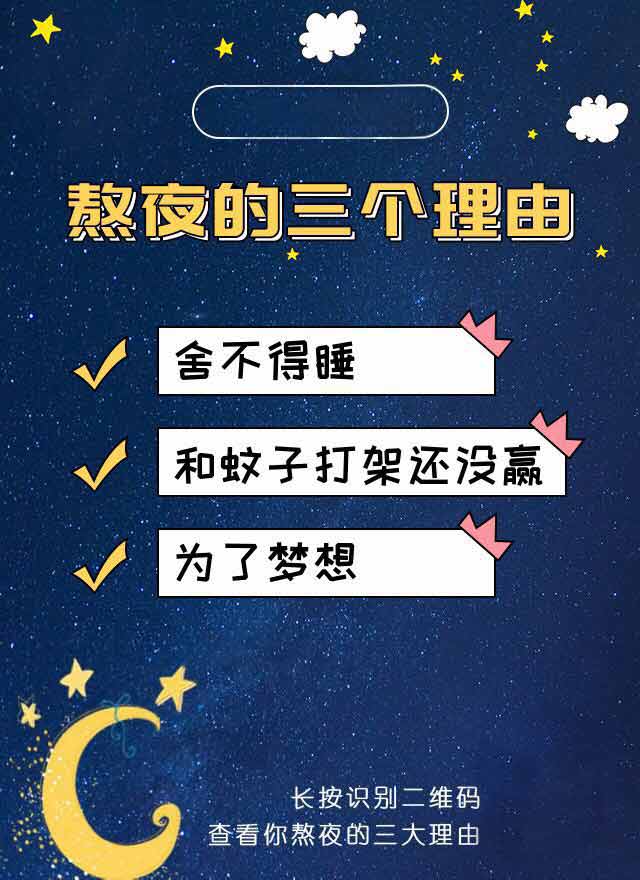 熬夜的三个理由
舍不得睡
和蚊子打架还没赢
为了梦想
长按识别二维码
查看你熬夜的三大理由